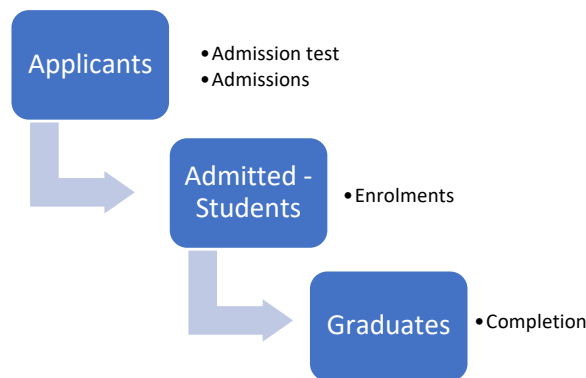 Applicants
• Admission test
• Admissions
Admitted -
Students
• Enrolments
Graduates
• Completion